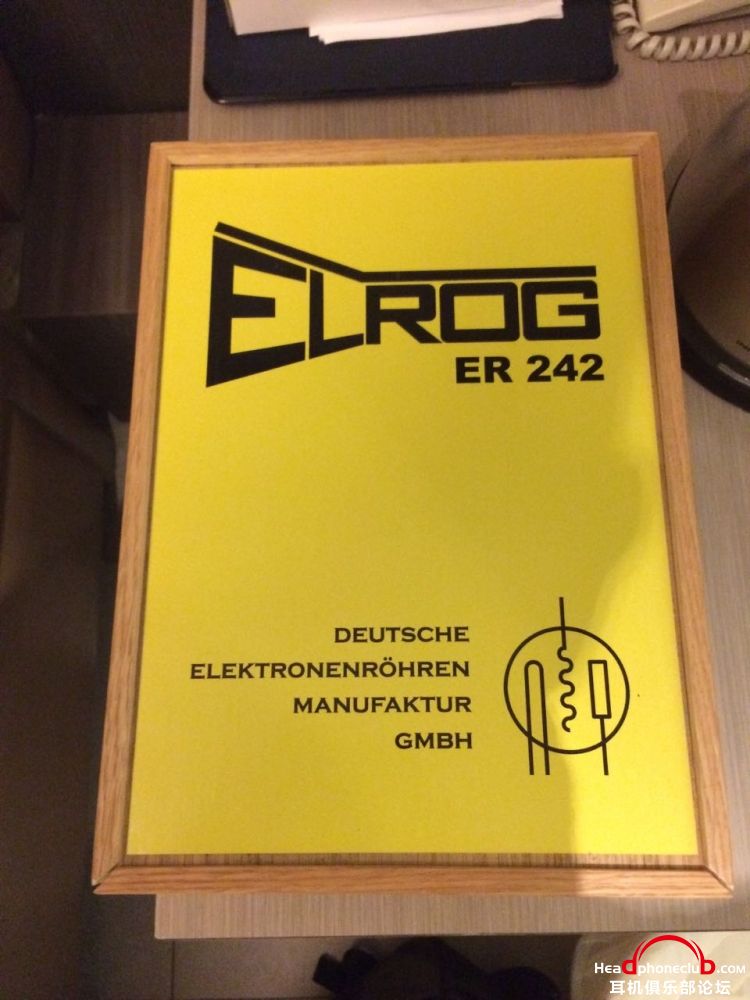 ELROG
ER 242
DEUTSCHE
ELEKTRONENRÖHREN
MANUFAKTUR
GMBH
Headphoneclub.com
耳机俱乐部论坛